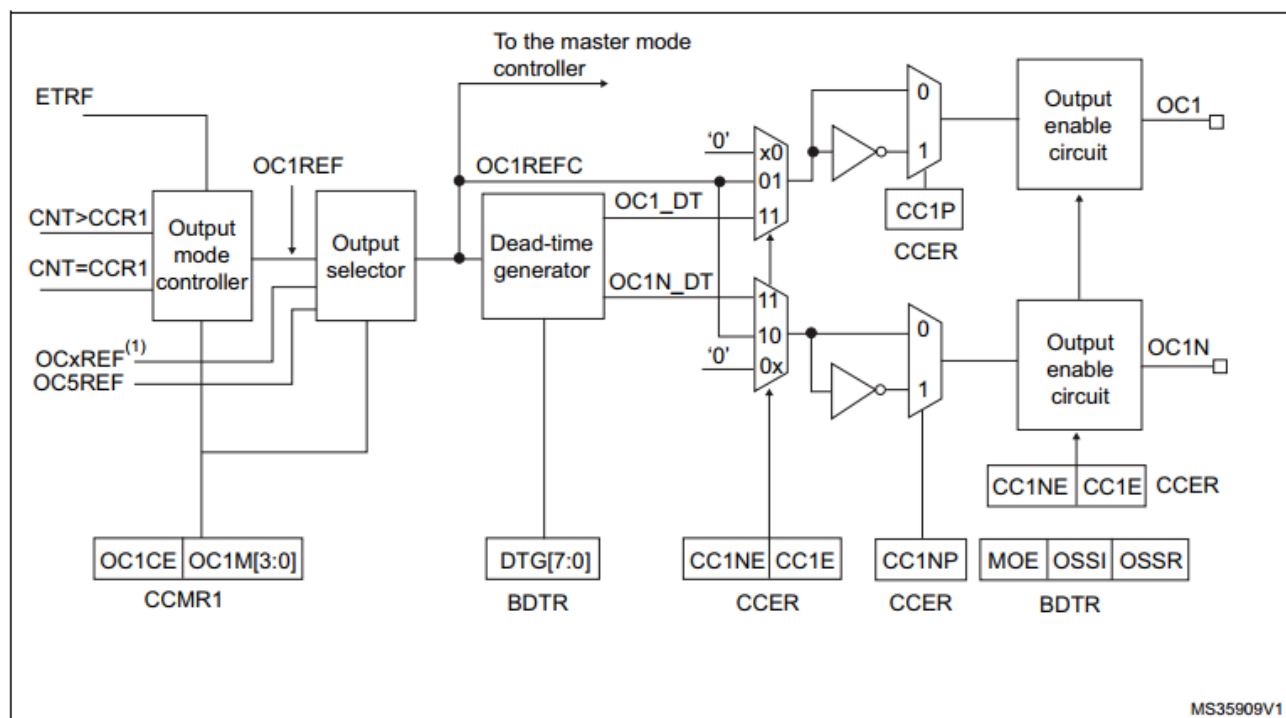 To the master mode
controller
ETRF
OC1REF
CNT>CCR1
CNT=CCR1
Output
mode
controller
Output
selector
OCxREF(1)
OC5REF
OC1REFC
Dead-time
generator
OC1_DT
OC1N_DT
'0'
x0
01
11
11
10
'0'
0x
0
1
CC1P
CCER
0
1
Output
enable
circuit
OC1
Output
enable
circuit
OC1N
CC1NE CC1E CCER
OC1CE OC1M[3:0]
CCMR1
DTG[7:0]
BDTR
CC1NE CC1E
CCER
CC1NP
CCER
MOE OSSI OSSR
BDTR
MS35909V1